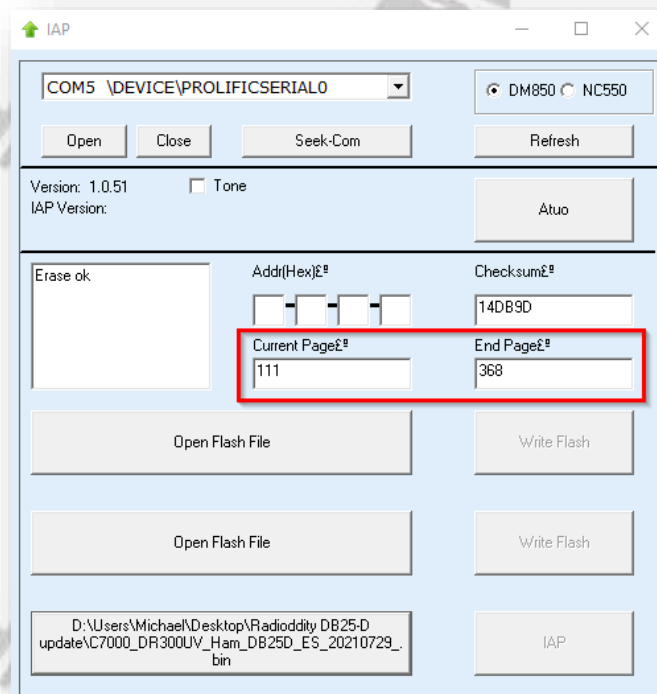 IAP
COM5 \DEVICE\PROLIFICSERIAL0
DM850 NC550
Open Close Seek-Com Refresh
Version: 1.0.51 Tone
IAP Version:
Atuo
Erase ok
Addr(Hex)£º Checksum£º
14DB9D
Current Page£º End Page£º
111 368
Open Flash File Write Flash
Open Flash File Write Flash
D:\Users\Michael\Desktop\Radioddity DB25-D
update\C7000_DR300UV_Ham_DB25D_ES_20210729_.
bin
IAP